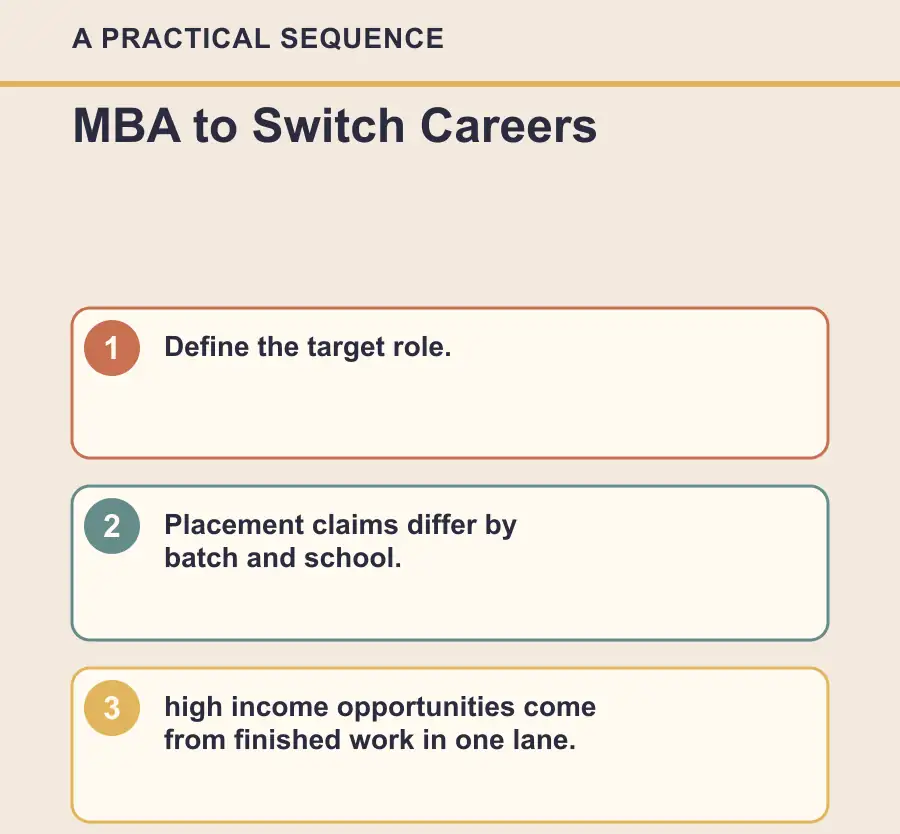 A PRACTICAL SEQUENCE
MBA to Switch Careers
1
Define the target role.
2
Placement claims differ by
batch and school.
3
high income opportunities come
from finished work in one lane.